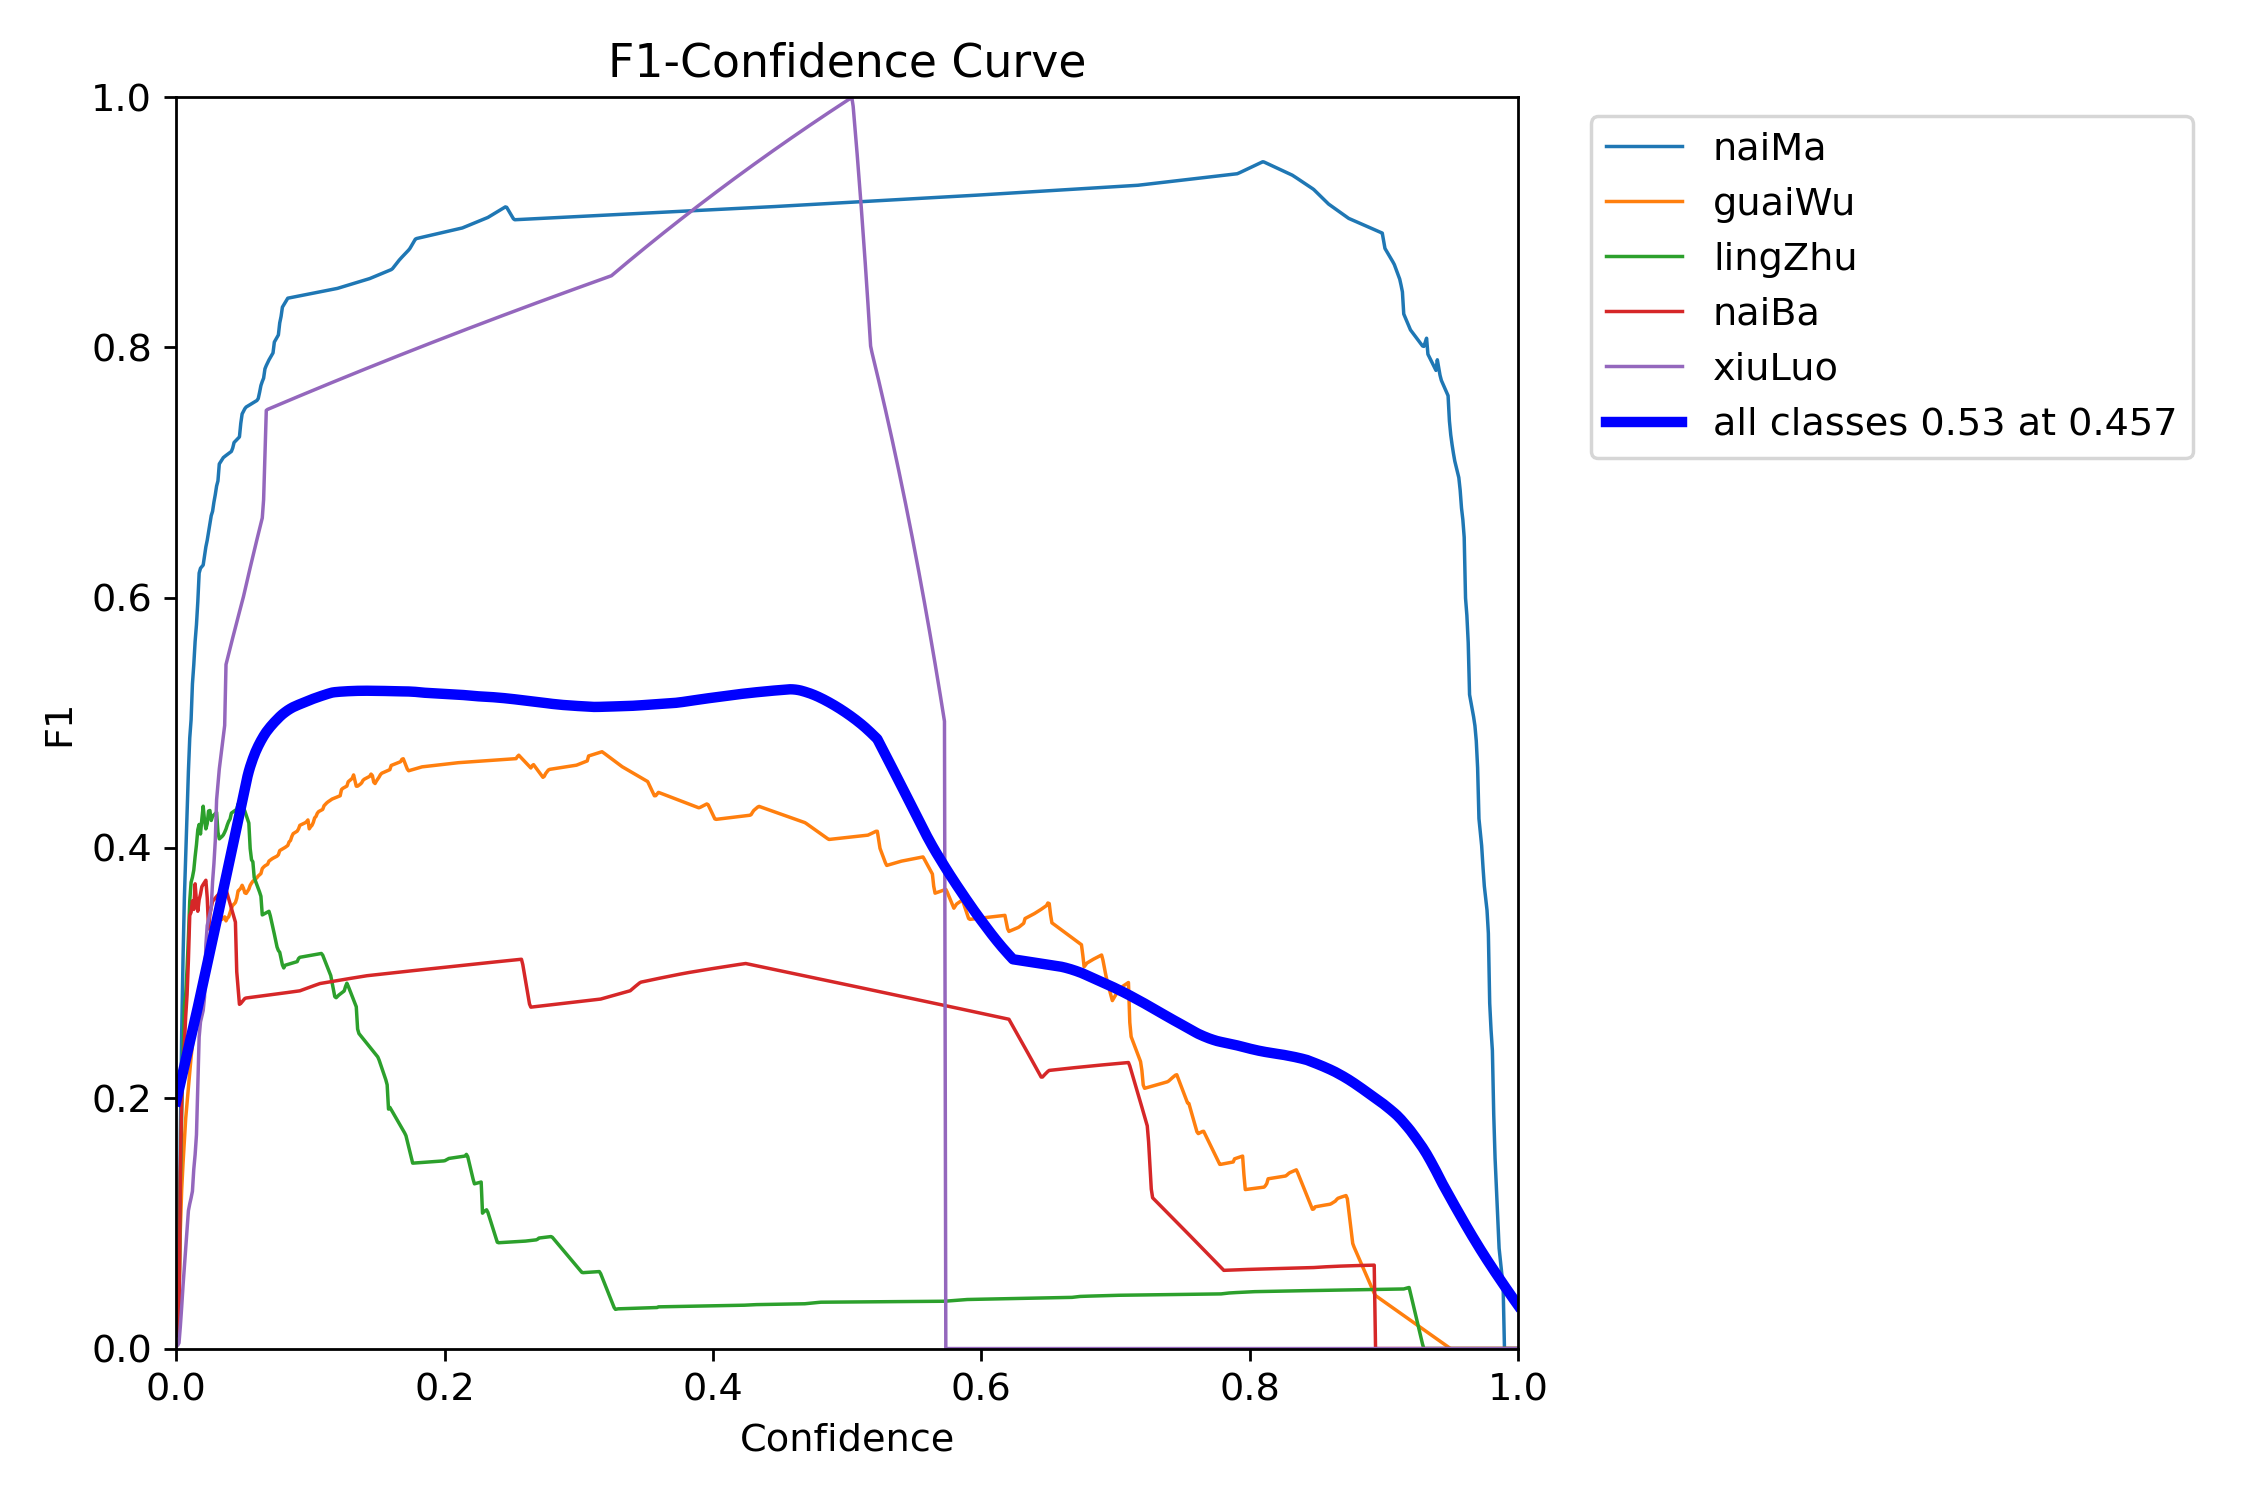 F1-Confidence Curve
1.0
0.8
0.6
0.4
0.2
0.0
F1
0.0 0.2 0.4 0.6 0.8 1.0
Confidence
naiMa
guaiWu
lingZhu
naiBa
xiuLuo
all classes 0.53 at 0.457